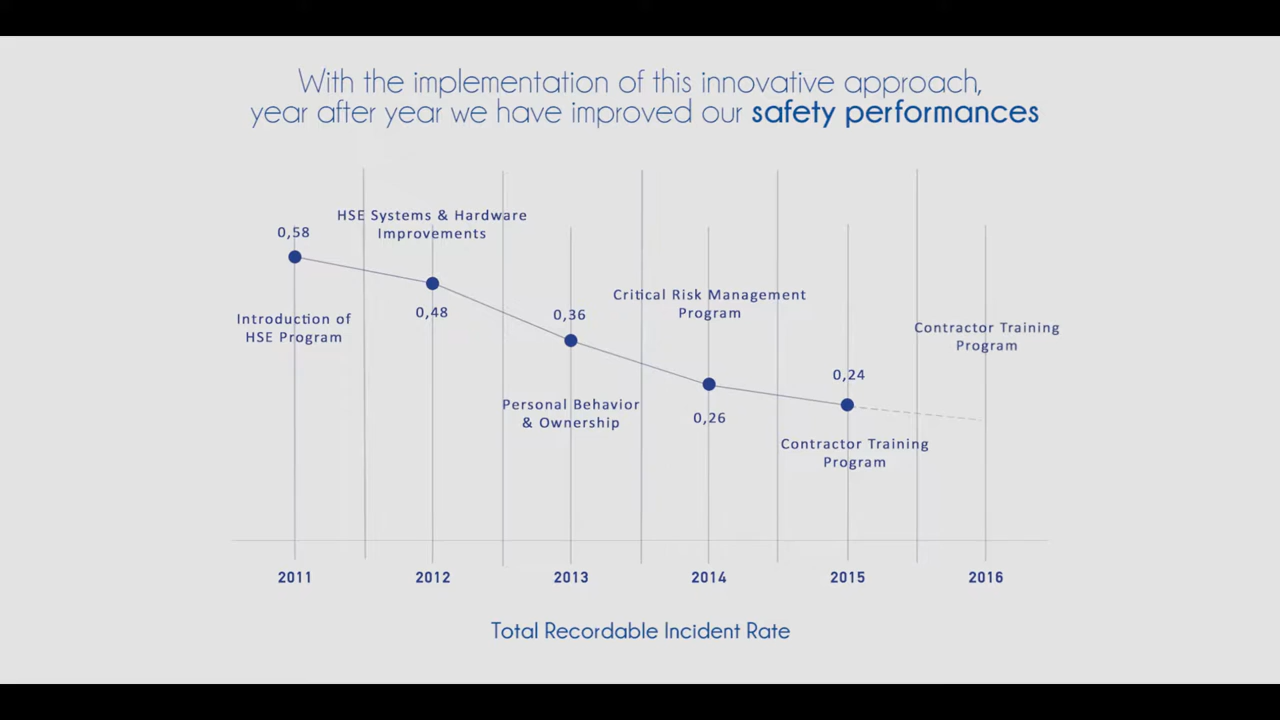 With the implementation of this innovative approach,
year after year we have improved our safety performances
HSE Systems & Hardware
Improvements
0,58
0,48
Introduction of
HSE Program
0,36
Critical Risk Management
Program
Contractor Training
Program
0,24
Personal Behavior
& Ownership
0,26
Contractor Training
Program
2011
2012
2013
2014
2015
2016
Total Recordable Incident Rate